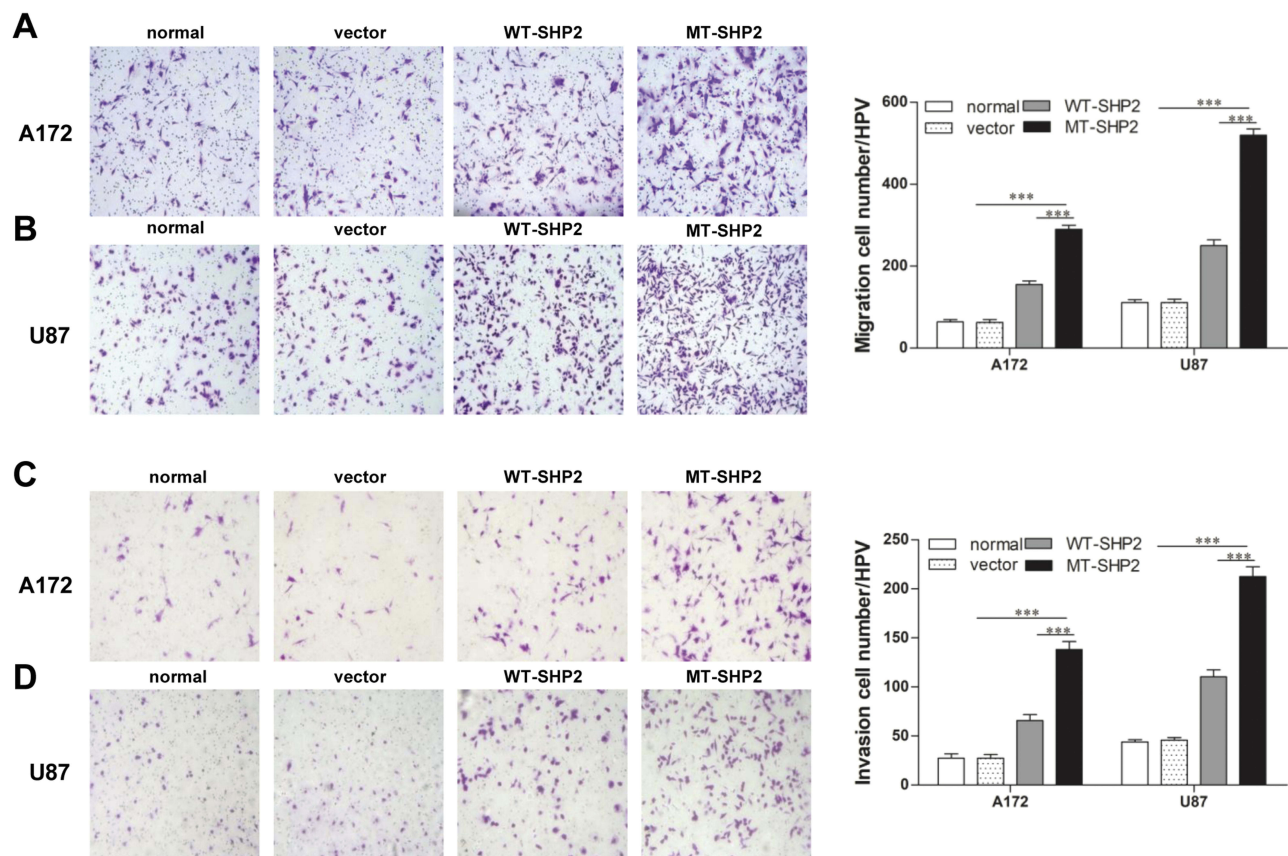 A
normal vector WT-SHP2 MT-SHP2
A172
B
normal vector WT-SHP2 MT-SHP2
U87
Migration cell number/HPV
600
400
200
0
normal WT-SHP2
vector MT-SHP2
***
***
***
***
A172 U87
C
normal vector WT-SHP2 MT-SHP2
A172
D
normal vector WT-SHP2 MT-SHP2
U87
Invasion cell number/HPV
250
200
150
100
50
0
normal WT-SHP2
vector MT-SHP2
***
***
***
***
A172 U87